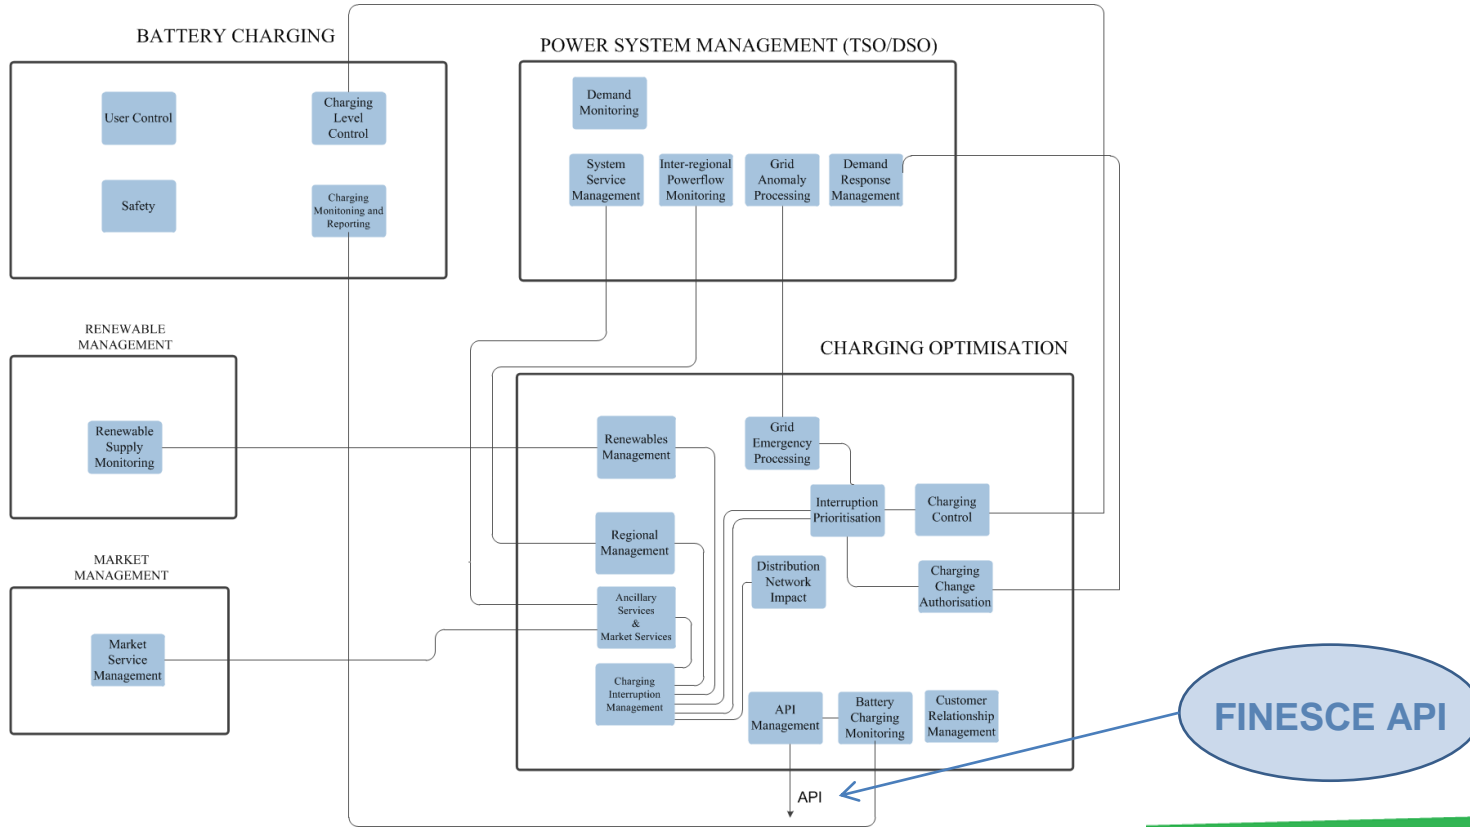 BATTERY CHARGING
User Control
Charging
Level
Control
Safety
Charging
Monitoring and
Reporting
POWER SYSTEM MANAGEMENT (TSO/DSO)
Demand
Monitoring
System
Service
Management
Inter-regional
Powerflow
Monitoring
Grid
Anomaly
Processing
Demand
Response
Management
RENEWABLE
MANAGEMENT
Renewable
Supply
Monitoring
MARKET
MANAGEMENT
Market
Service
Management
CHARGING OPTIMISATION
Renewables
Management
Grid
Emergency
Processing
Interruption
Prioritisation
Charging
Control
Regional
Management
Distribution
Network
Impact
Charging
Change
Authorisation
Ancillary
Services
&
Market Services
Charging
Interruption
Management
API
Management
Battery
Charging
Monitoring
Customer
Relationship
Management
API
FINESCE API